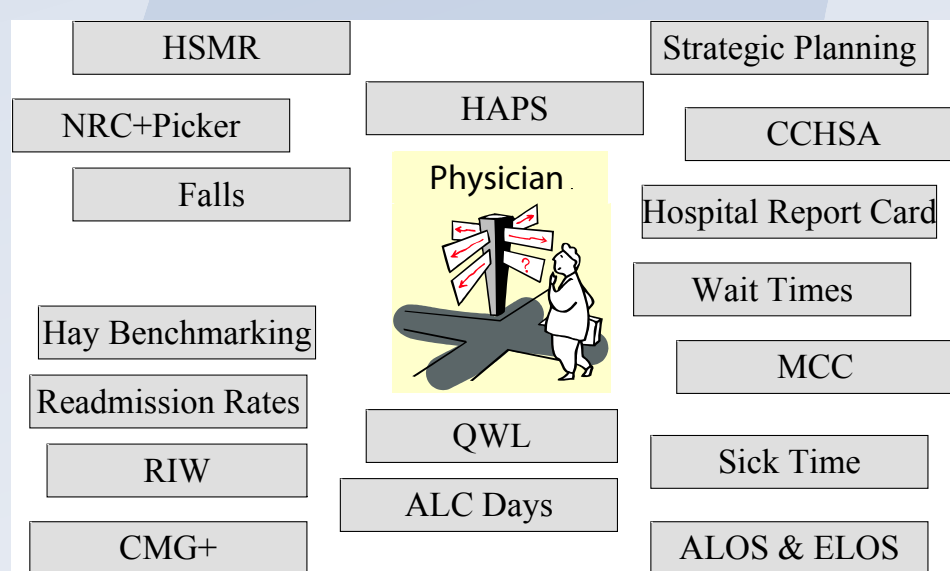 HSMR
Strategic Planning
HAPS
NRC+Picker
CCHSA
Physician .
Falls
Hospital Report Card
?
Wait Times
Hay Benchmarking
MCC
Readmission Rates
QWL
RIW
Sick Time
ALC Days
CMG+
ALOS & ELOS